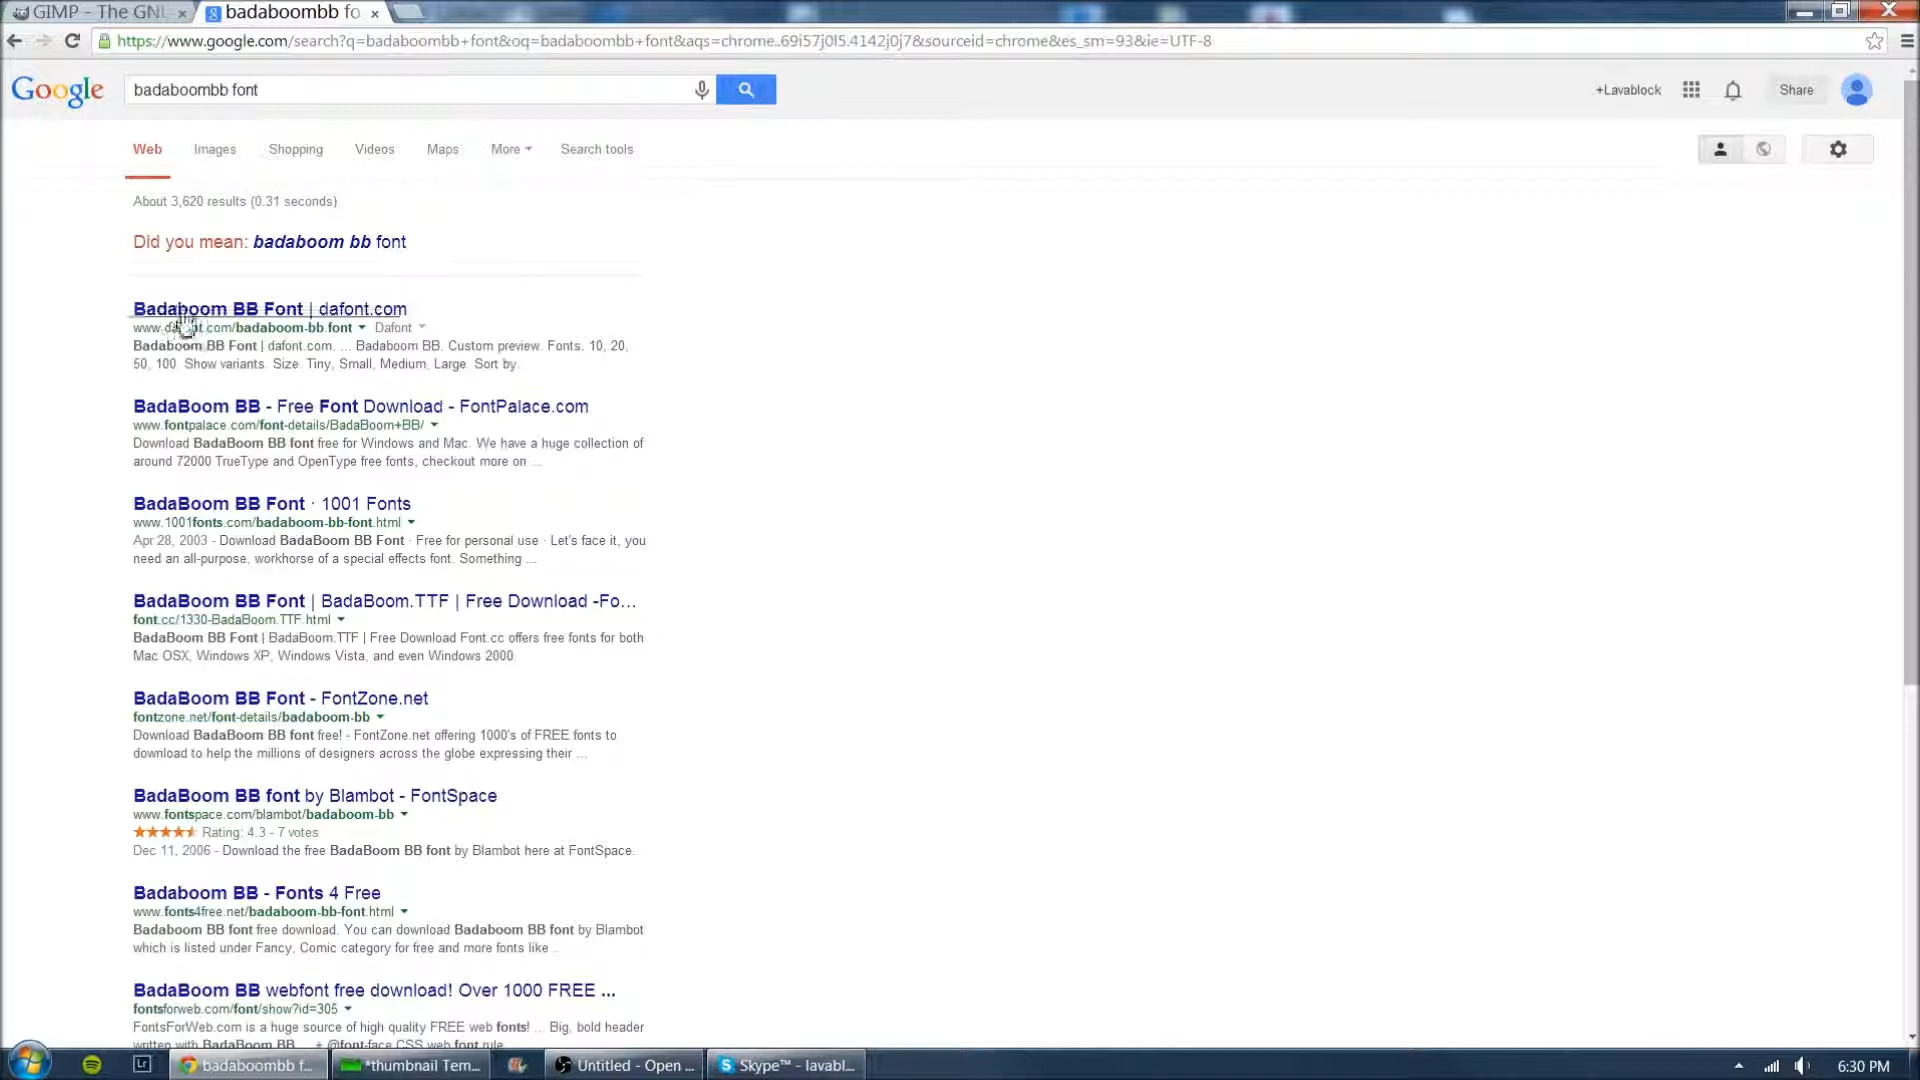 GIMP - The GNU
badaboombb fo
https://www.google.com/search?q=badaboombb+font&oq=badaboombb+font&aqs=chrome..69i57j0l5.4142j0j7&sourceid=chrome&es_sm=93&ie=UTF-8
Google
badaboombb font
+Lavablock
Share
Web
Images
Shopping
Videos
Maps
More
Search tools
About 3,620 results (0.31 seconds)
Did you mean: badaboom bb font
Badaboom BB Font | dafont.com
www.dafont.com/badaboom-bb.font
Dafont
Badaboom BB Font | dafont.com. ... Badaboom BB. Custom preview. Fonts. 10, 20,
50, 100. Show variants. Size. Tiny, Small, Medium, Large. Sort by.
BadaBoom BB - Free Font Download - FontPalace.com
www.fontpalace.com/font-details/BadaBoom+BB/
Download BadaBoom BB font free for Windows and Mac. We have a huge collection of
around 72000 TrueType and OpenType free fonts, checkout more on ...
BadaBoom BB Font · 1001 Fonts
www.1001fonts.com/badaboom-bb-font.html
Apr 28, 2003 - Download BadaBoom BB Font · Free for personal use · Let's face it, you
need an all-purpose, workhorse of a special effects font. Something ...
BadaBoom BB Font | BadaBoom.TTF | Free Download -Fo...
font.cc/1330-BadaBoom.TTF.html
BadaBoom BB Font | BadaBoom.TTF | Free Download Font.cc offers free fonts for both
Mac OSX, Windows XP, Windows Vista, and even Windows 2000.
BadaBoom BB Font - FontZone.net
fontzone.net/font-details/badaboom-bb
Download BadaBoom BB font free! - FontZone.net offering 1000's of FREE fonts to
download to help the millions of designers across the globe expressing their ...
BadaBoom BB font by Blambot - FontSpace
www.fontspace.com/blambot/badaboom-bb
Rating: 4.3 - 7 votes
Dec 11, 2006 - Download the free BadaBoom BB font by Blambot here at FontSpace.
Badaboom BB - Fonts 4 Free
www.fonts4free.net/badaboom-bb-font.html
Badaboom BB font free download. You can download Badaboom BB font by Blambot
which is listed under Fancy, Comic category for free and more fonts like ...
BadaBoom BB webfont free download! Over 1000 FREE ...
fontsforweb.com/font/show?id=305
FontsForWeb.com is a huge source of high quality FREE web fonts! ... Big, bold header
written with BadaBoom BB ... + @font-face CSS web font rule.
Lr
badaboombb f...
*thumbnail Tem...
Untitled - Open ...
Skype™ - lavabl...
6:30 PM